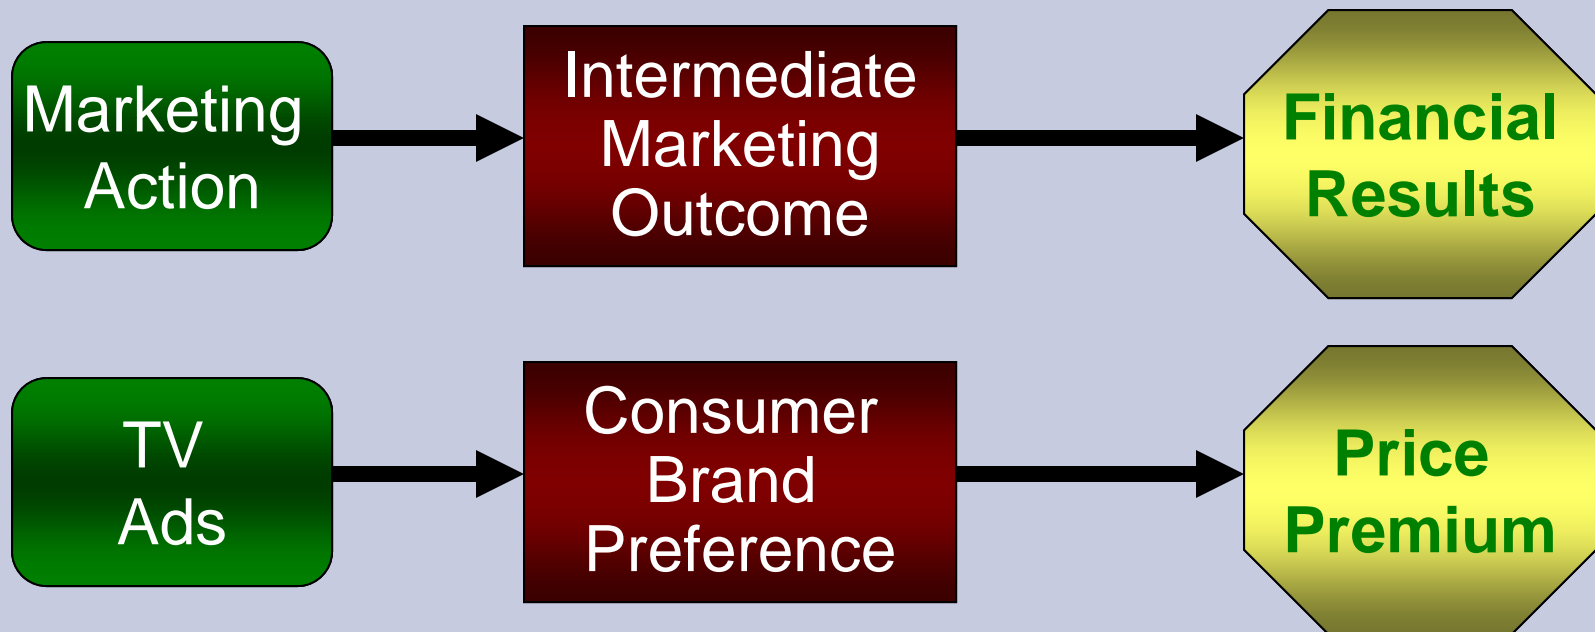 Marketing
Action
Intermediate
Marketing
Outcome
Financial
Results
TV
Ads
Consumer
Brand
Preference
Price
Premium